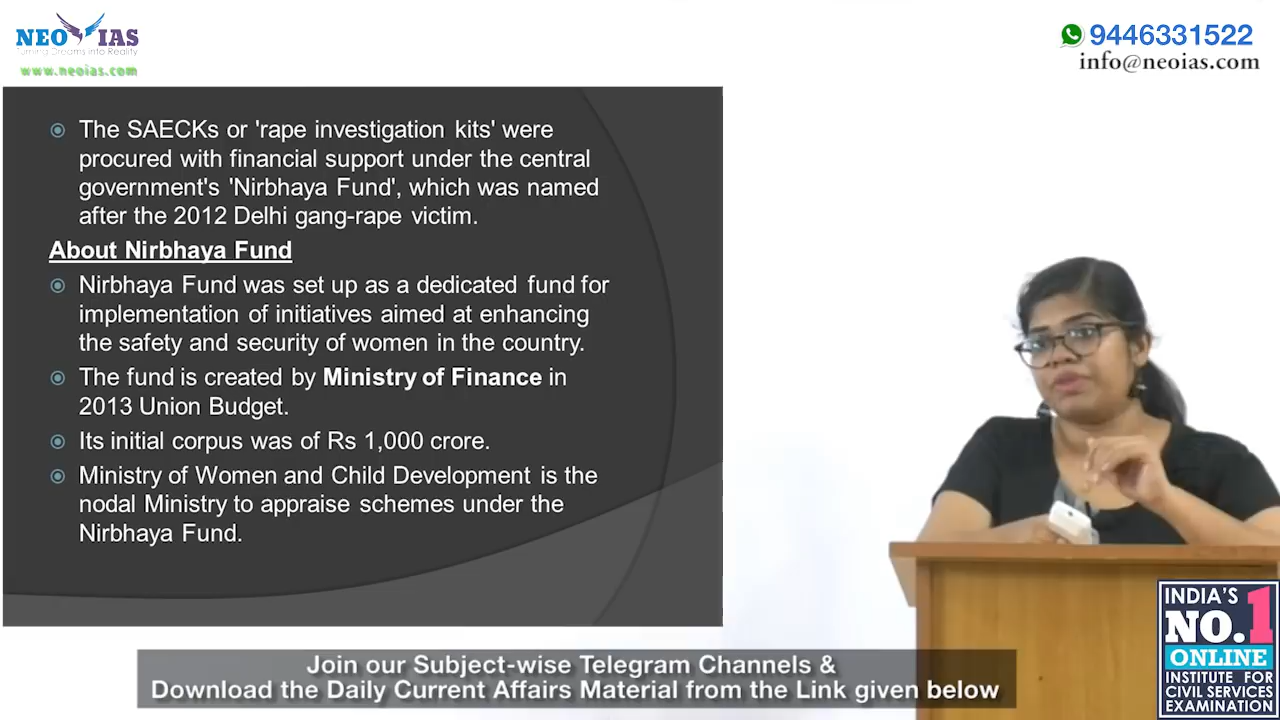 NEO IAS
Turning Dreams into Reality
www.neoias.com
9446331522
info@neoias.com
The SAECKs or 'rape investigation kits' were
procured with financial support under the central
government's 'Nirbhaya Fund', which was named
after the 2012 Delhi gang-rape victim.
About Nirbhaya Fund
Nirbhaya Fund was set up as a dedicated fund for
implementation of initiatives aimed at enhancing
the safety and security of women in the country.
The fund is created by Ministry of Finance in
2013 Union Budget.
Its initial corpus was of Rs 1,000 crore.
Ministry of Women and Child Development is the
nodal Ministry to appraise schemes under the
Nirbhaya Fund.
INDIA'S
NO.1
ONLINE
INSTITUTE FOR
CIVIL SERVICES
EXAMINATION
Join our Subject-wise Telegram Channels &
Download the Daily Current Affairs Material from the Link given below